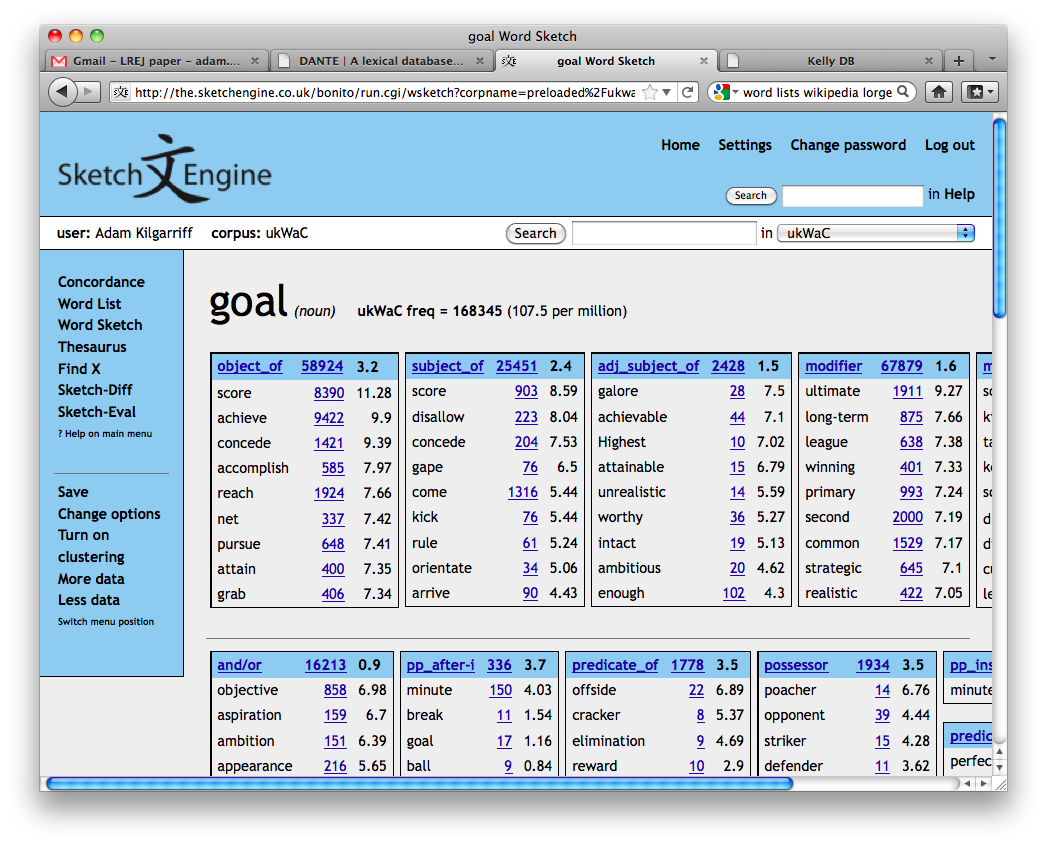 goal Word Sketch
Gmail – LREJ paper – adam.... DANTE | A lexical database... goal Word Sketch Kelly DB
http://the.sketchengine.co.uk/bonito/run.cgi/wsketch?corpname=preloaded%2Fukwa word lists wikipedia lorge
Home Settings Change password Log out
Sketch 文 Engine
Search in Help
user: Adam Kilgarriff corpus: ukWaC Search in ukWaC
Concordance
Word List
Word Sketch
Thesaurus
Find X
Sketch-Diff
Sketch-Eval
? Help on main menu
Save
Change options
Turn on
clustering
More data
Less data
Switch menu position
goal (noun) ukWaC freq = 168345 (107.5 per million)
object_of 58924 3.2 subject_of 25451 2.4 adj_subject_of 2428 1.5 modifier 67879 1.6 m
score 8390 11.28 score 903 8.59 galore 28 7.5 ultimate 1911 9.27
achieve 9422 9.9 disallow 223 8.04 achievable 44 7.1 long-term 875 7.66
concede 1421 9.39 concede 204 7.53 Highest 10 7.02 league 638 7.38
accomplish 585 7.97 gape 76 6.5 attainable 15 6.79 winning 401 7.33
reach 1924 7.66 come 1316 5.44 unrealistic 14 5.59 primary 993 7.24
net 337 7.42 kick 76 5.44 worthy 36 5.27 second 2000 7.19
pursue 648 7.41 rule 61 5.24 intact 19 5.13 common 1529 7.17
attain 400 7.35 orientate 34 5.06 ambitious 20 4.62 strategic 645 7.1
grab 406 7.34 arrive 90 4.43 enough 102 4.3 realistic 422 7.05 le
and/or 16213 0.9 pp_after-i 336 3.7 predicate_of 1778 3.5 possessor 1934 3.5 pp_ins
objective 858 6.98 minute 150 4.03 offside 22 6.89 poacher 14 6.76 minute
aspiration 159 6.7 break 11 1.54 cracker 8 5.37 opponent 39 4.44
ambition 151 6.39 goal 17 1.16 elimination 9 4.69 striker 15 4.28 predic
appearance 216 5.65 ball 9 0.84 reward 10 2.9 defender 11 3.62 perfec